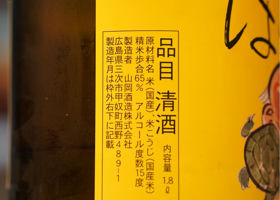 品目 清酒
内容量 1.8ℓ
原材料名 米(国産)、米こうじ(国産米)
精米歩合65% アルコール度数15度
製造者 山岡酒造株式会社
広島県三次市甲奴町西野489-1
製造年月は枠外右下に記載